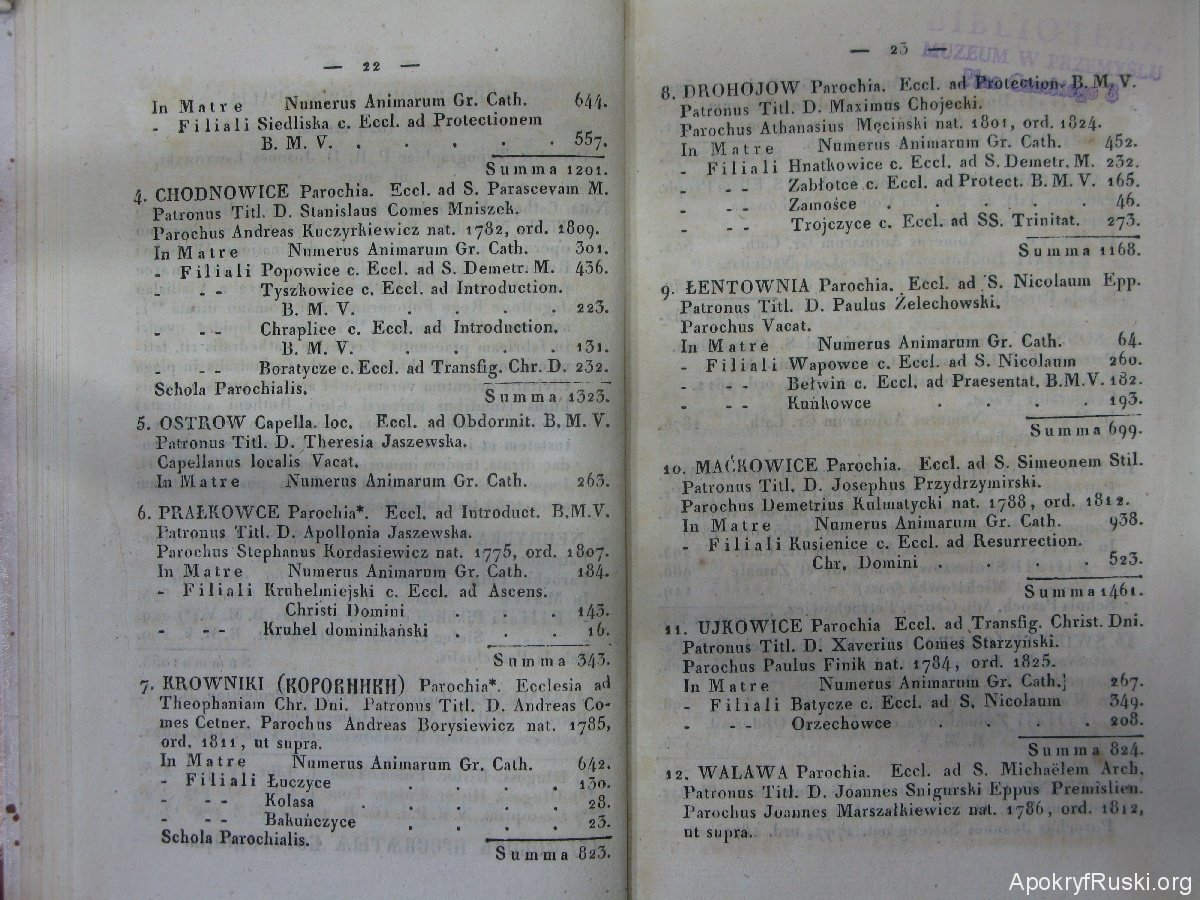 — 22 —
In Matre Numerus Animarum Gr. Cath. 644.
- Filiali Siedliska c. Eccl. ad Protectionem
B. M. V. . . . . . 557.
Summa 1201.
4. CHODNOWICE Parochia. Eccl. ad S. Parascevam M.
Patronus Titl. D. Stanislaus Comes Mniszek.
Parochus Andreas Kuczyrkiewicz nat. 1782, ord. 1809.
In Matre Numerus Animarum Gr. Cath. 301.
- Filiali Popowice c. Eccl. ad S. Demetr. M. 436.
- - - Tyszkowice c. Eccl. ad Introduction.
B. M. V. . . . . 223.
- - - Chraplice c. Eccl. ad Introduction.
B. M. V. . . . . 131.
- - - Boratycze c. Eccl. ad Transfig. Chr. D. 232.
Schola Parochialis. Summa 1323.
5. OSTROW Capella. loc. Eccl. ad Obdormit. B. M. V.
Patronus Titl. D. Theresia Jaszewska.
Capellanus localis Vacat.
In Matre Numerus Animarum Gr. Cath. 263.
6. PRAŁKOWCE Parochia*. Eccl. ad Introduct. B.M.V.
Patronus Titl. D. Apollonia Jaszewska.
Parochus Stephanus Kordasiewicz nat. 1775, ord. 1807.
In Matre Numerus Animarum Gr. Cath. 184.
- Filiali Kruhelmiejski c. Eccl. ad Ascens.
Christi Domini . . . 143.
- - - Kruhel dominikański . . . 16.
Summa 343.
7. KROWNIKI (КОРОВНИКИ) Parochia*. Ecclesia ad
Theophaniam Chr. Dni. Patronus Titl. D. Andreas Co-
mes Cetner. Parochus Andreas Borysiewicz nat. 1785,
ord. 1811, ut supra.
In Matre Numerus Animarum Gr. Cath. 642.
- Filiali Łuczyce . . . . 130.
- - - Kolasa . . . . 28.
- - - Bakuńczyce . . . . 23.
Schola Parochialis. Summa 823.
— 23 —
BIBLIOTEKA
MUZEUM W PRZEMYŚLU
8. DROHOJOW Parochia. Eccl. ad Protection. B. M. V.
Patronus Titl. D. Maximus Chojecki.
Parochus Athanasius Męciński nat. 1801, ord. 1824.
In Matre Numerus Animarum Gr. Cath. 452.
- Filiali Hnatkowice c. Eccl. ad S. Demetr. M. 232.
- - - Zabłotce c. Eccl. ad Protect. B. M. V. 165.
- - - Zamośce . . . . . 46.
- - - Trojczyce c. Eccl. ad SS. Trinitat. 273.
Summa 1168.
9. ŁENTOWNIA Parochia. Eccl. ad S. Nicolaum Epp.
Patronus Titl. D. Paulus Żelechowski.
Parochus Vacat.
In Matre Numerus Animarum Gr. Cath. 64.
- Filiali Wapowce c. Eccl. ad S. Nicolaum 260.
- - - Bełwin c. Eccl. ad Praesentat. B.M.V. 182.
- - - Kuńkowce . . . . 193.
Summa 699.
10. MAĆKOWICE Parochia. Eccl. ad S. Simeonem Stil.
Patronus Titl. D. Josephus Przydrzymirski.
Parochus Demetrius Kulmatycki nat. 1788, ord. 1812.
In Matre Numerus Animarum Gr. Cath. 938.
- Filiali Kusienice c. Eccl. ad Resurrection.
Chr. Domini . . . . 523.
Summa 1461.
11. UJKOWICE Parochia Eccl. ad Transfig. Christ. Dni.
Patronus Titl. D. Xaverius Comes Starzyński.
Parochus Paulus Finik nat. 1784, ord. 1825.
In Matre Numerus Animarum Gr. Cath. 267.
- Filiali Batycze c. Eccl. ad S. Nicolaum 349.
- - - Orzechowce . . . . 208.
Summa 824.
12. WALAWA Parochia. Eccl. ad S. Michaëlem Arch.
Patronus Titl. D. Joannes Snigurski Eppus Premislien.
Parochus Joannes Marszałkiewicz nat. 1786, ord. 1812,
ut supra.
ApokryfRuski.org